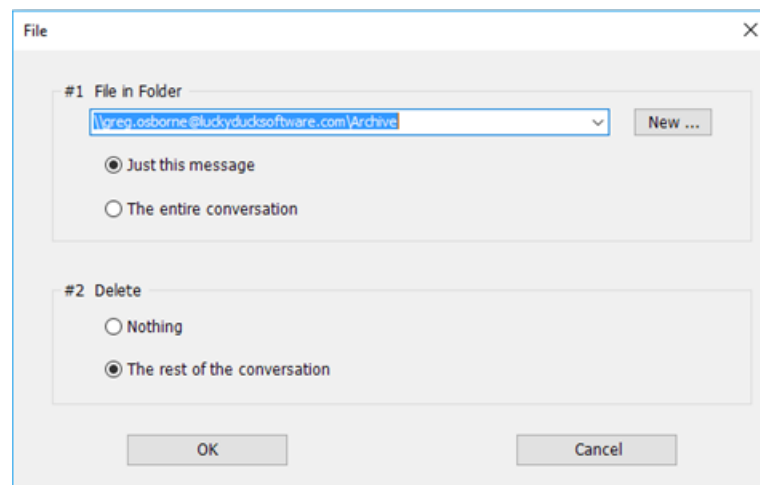 File
#1 File in Folder
\\greg.osborne@luckyducksoftware.com\Archive
New ...
Just this message
The entire conversation
#2 Delete
Nothing
The rest of the conversation
OK
Cancel